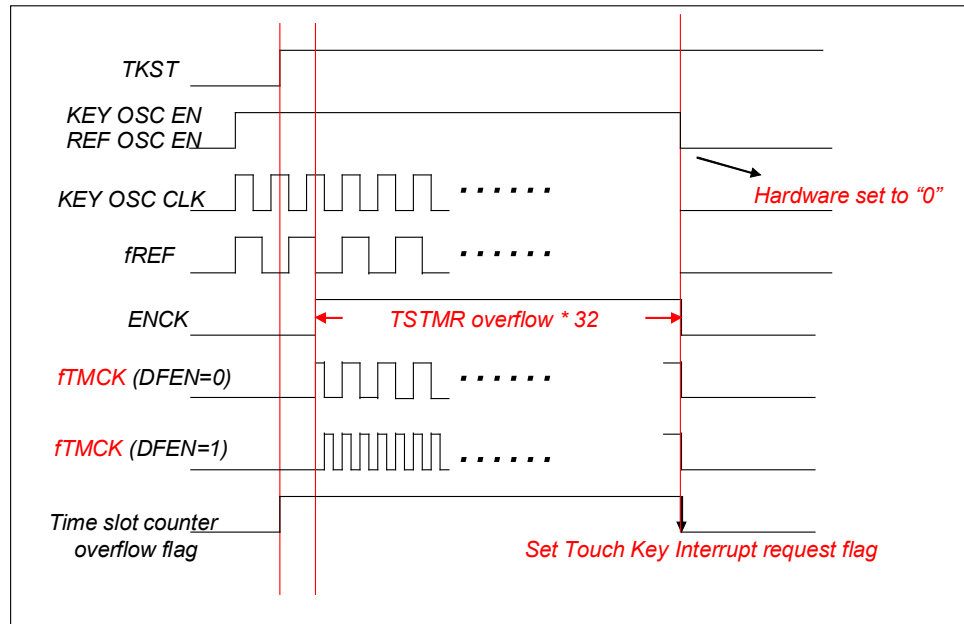 TKST
KEY OSC EN
REF OSC EN
KEY OSC CLK
Hardware set to “0”
fREF
ENCK
TSTMR overflow * 32
fTMCK (DFEN=0)
fTMCK (DFEN=1)
Time slot counter
overflow flag
Set Touch Key Interrupt request flag